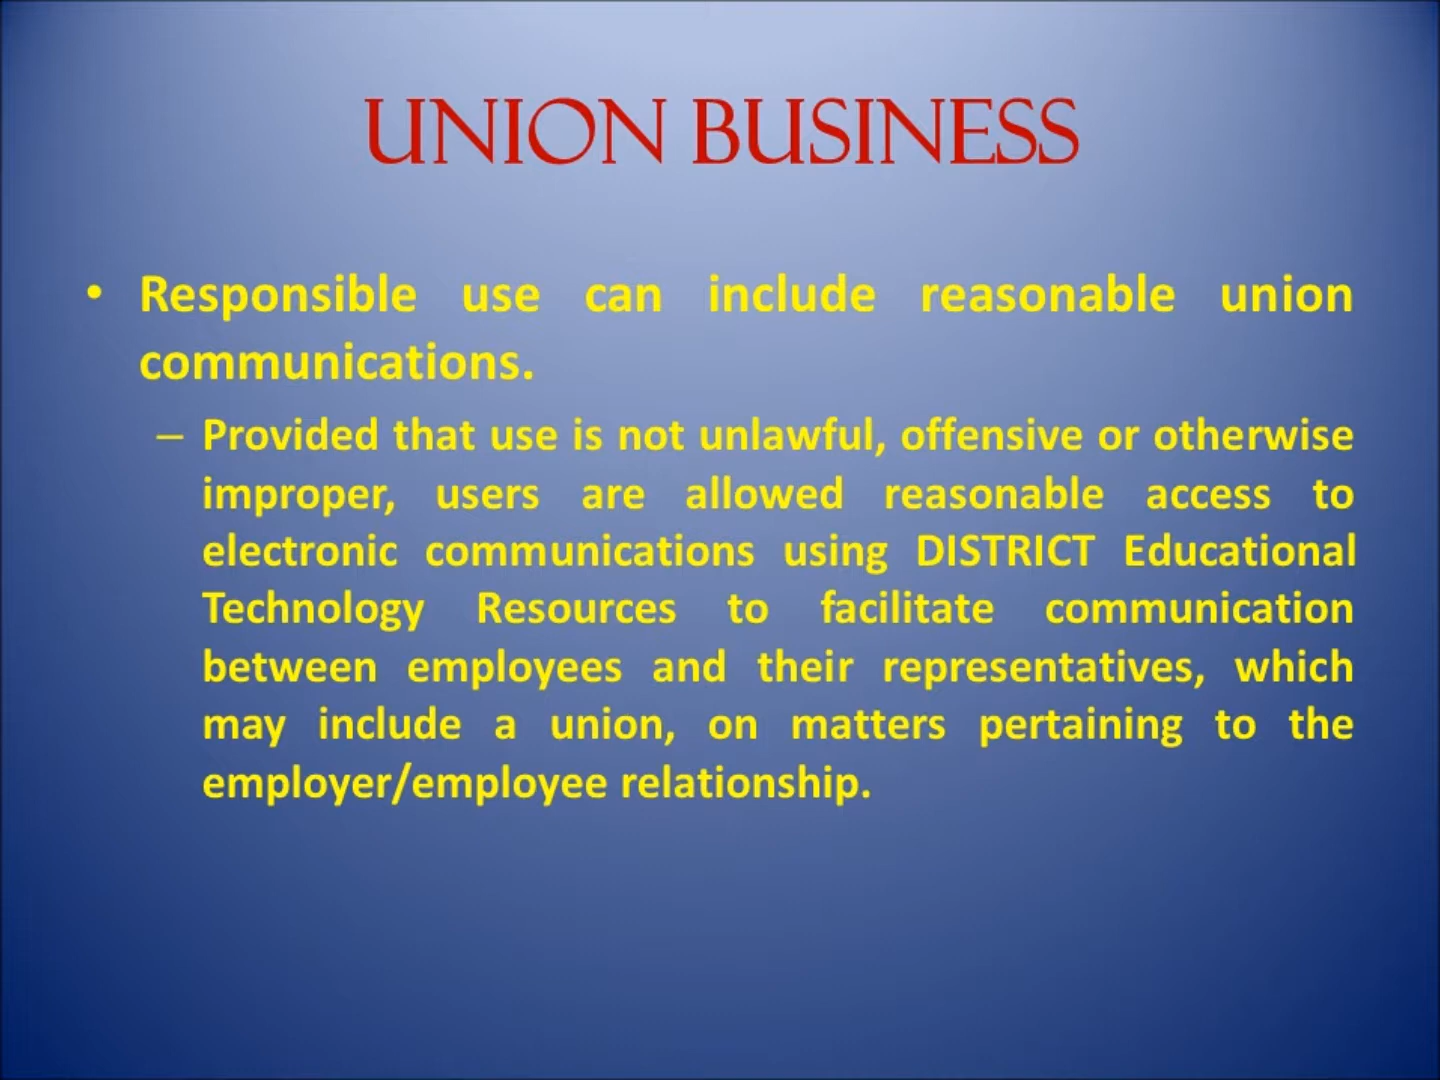 UNION BUSINESS
• Responsible use can include reasonable union
communications.
– Provided that use is not unlawful, offensive or otherwise
improper, users are allowed reasonable access to
electronic communications using DISTRICT Educational
Technology Resources to facilitate communication
between employees and their representatives, which
may include a union, on matters pertaining to the
employer/employee relationship.